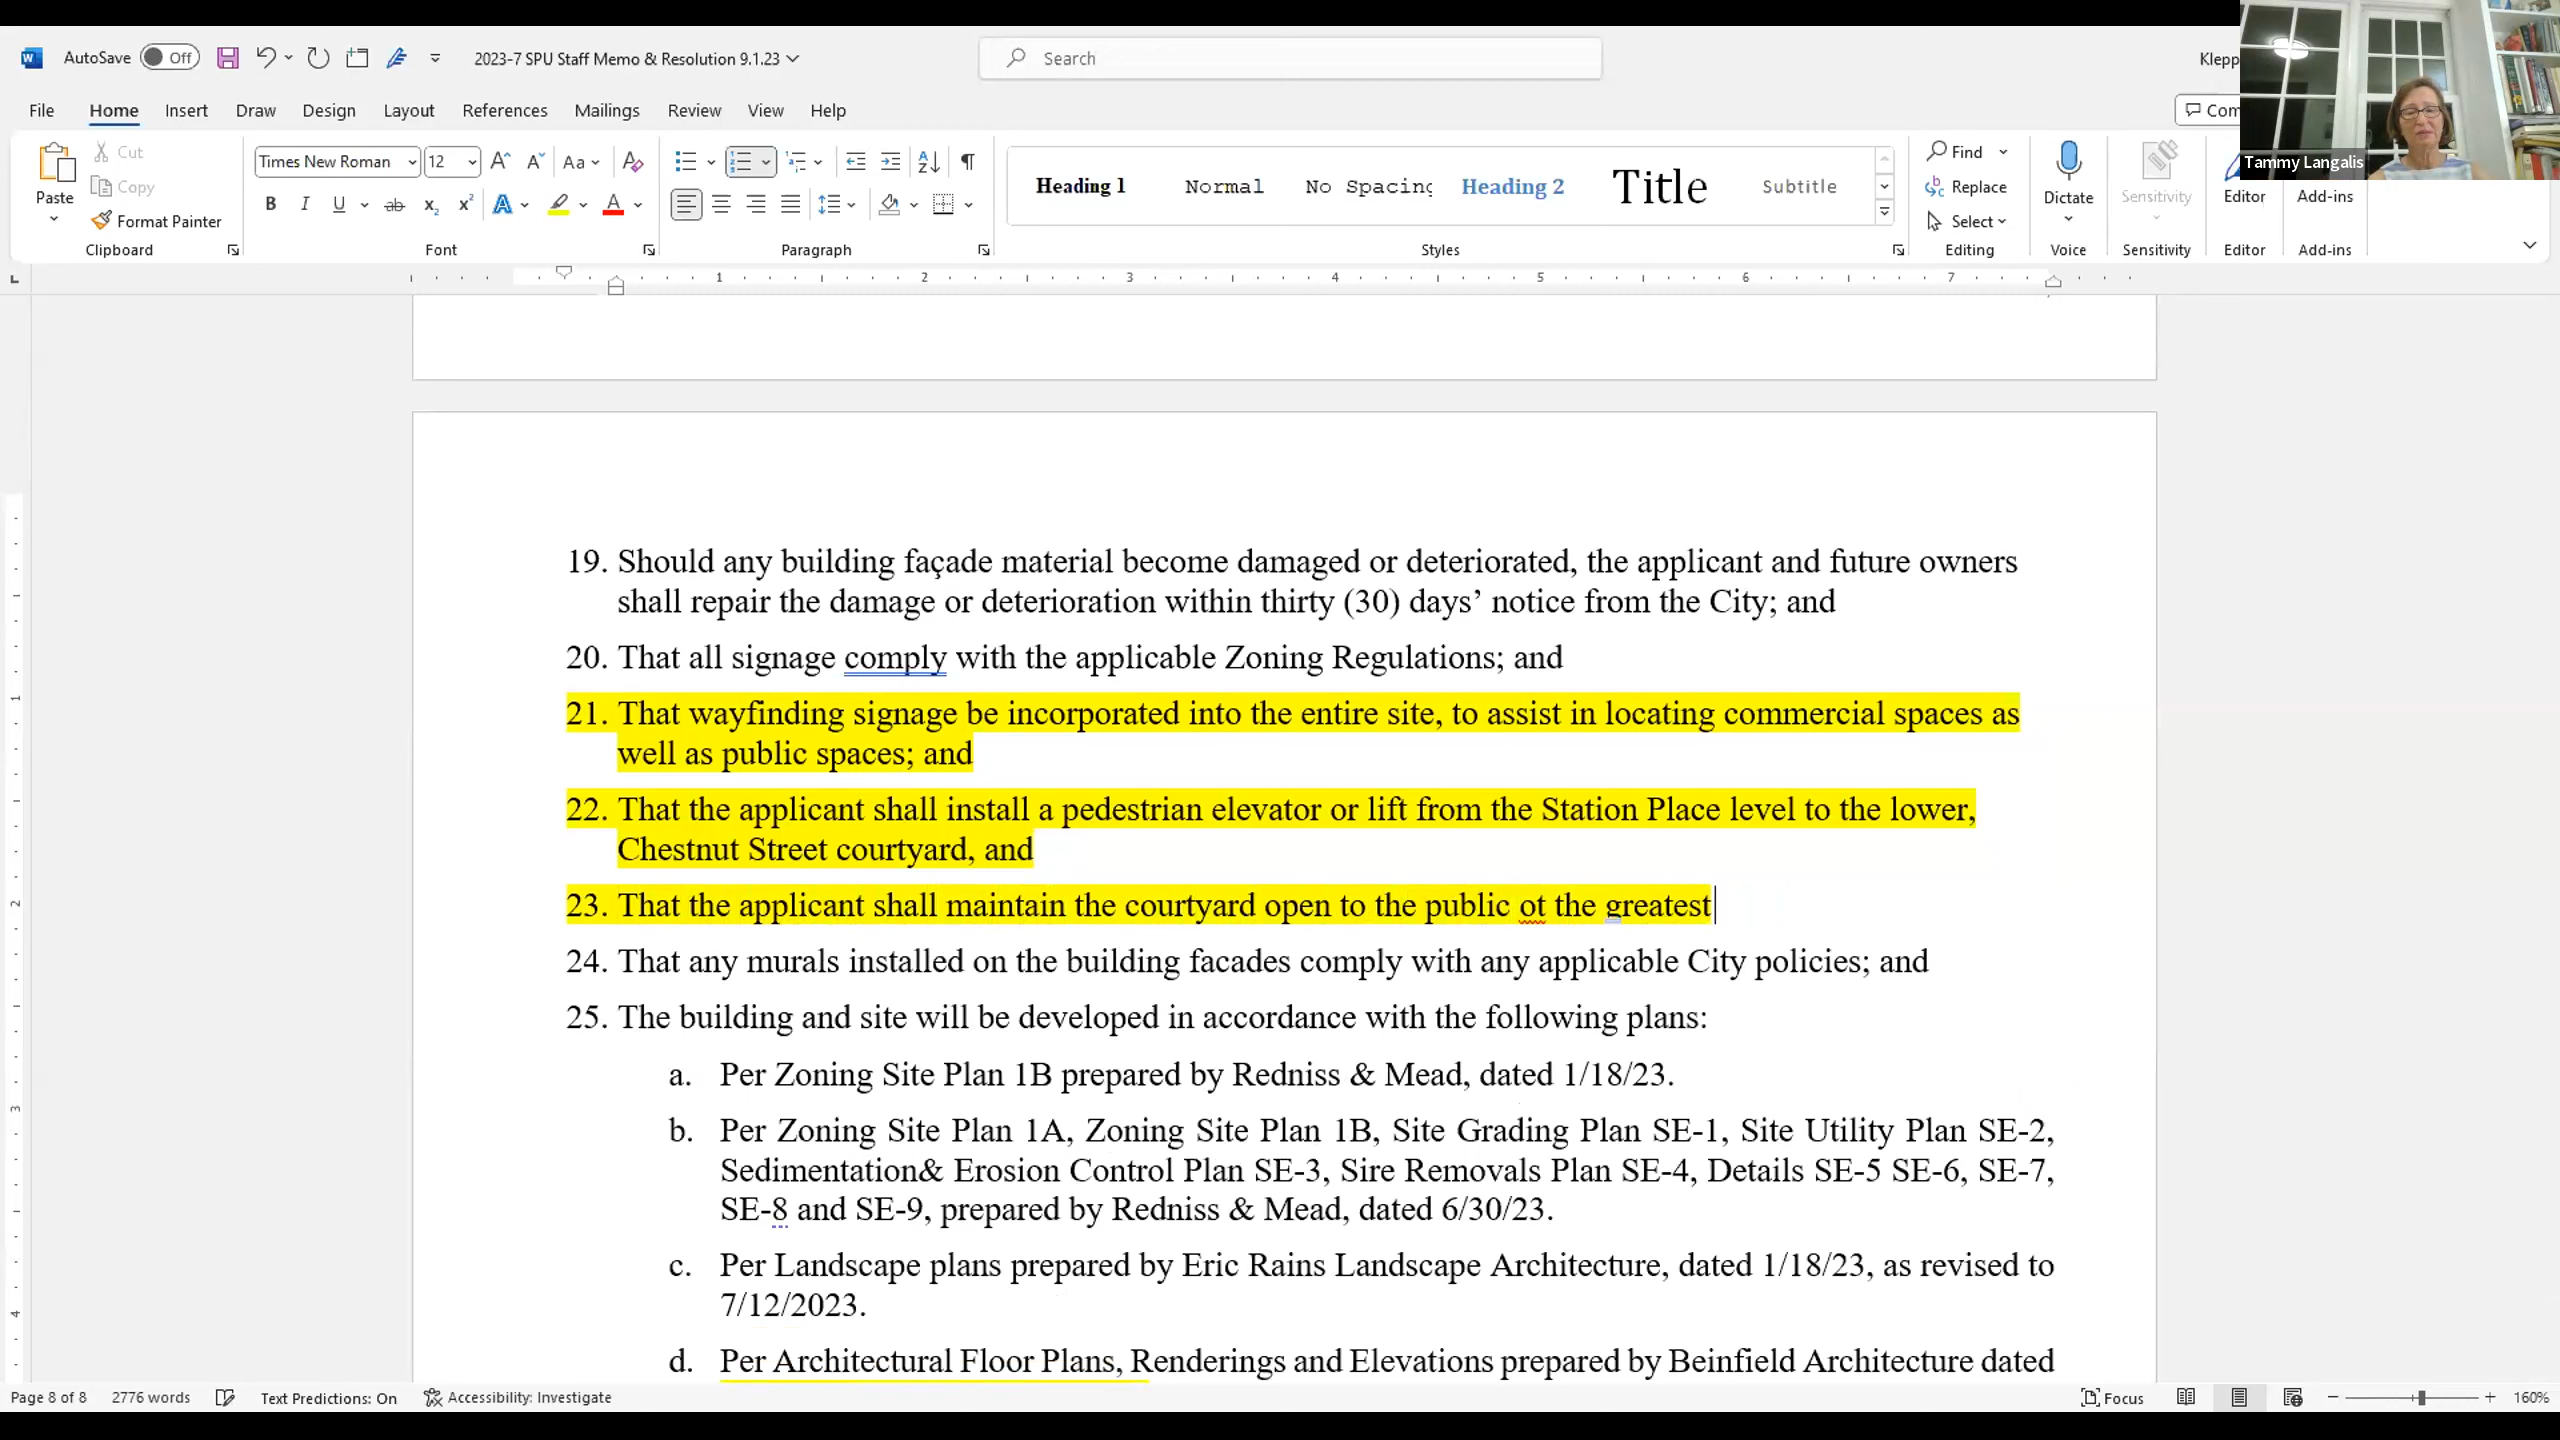 AutoSave Off 2023-7 SPU Staff Memo & Resolution 9.1.23 Search Klepp
File Home Insert Draw Design Layout References Mailings Review View Help Com
Tammy Langalis
Paste Cut Copy Format Painter Clipboard
Times New Roman 12 Font
Paragraph
Heading 1 Normal No Spacing Heading 2 Title Subtitle Styles
Find Replace Select Editing
Dictate Voice
Sensitivity Sensitivity
Editor Editor
Add-ins Add-ins
1 2 3 4 5 6 7
19. Should any building façade material become damaged or deteriorated, the applicant and future owners
shall repair the damage or deterioration within thirty (30) days’ notice from the City; and
20. That all signage comply with the applicable Zoning Regulations; and
21. That wayfinding signage be incorporated into the entire site, to assist in locating commercial spaces as
well as public spaces; and
22. That the applicant shall install a pedestrian elevator or lift from the Station Place level to the lower,
Chestnut Street courtyard, and
23. That the applicant shall maintain the courtyard open to the public ot the greatest
24. That any murals installed on the building facades comply with any applicable City policies; and
25. The building and site will be developed in accordance with the following plans:
a. Per Zoning Site Plan 1B prepared by Redniss & Mead, dated 1/18/23.
b. Per Zoning Site Plan 1A, Zoning Site Plan 1B, Site Grading Plan SE-1, Site Utility Plan SE-2,
Sedimentation& Erosion Control Plan SE-3, Sire Removals Plan SE-4, Details SE-5 SE-6, SE-7,
SE-8 and SE-9, prepared by Redniss & Mead, dated 6/30/23.
c. Per Landscape plans prepared by Eric Rains Landscape Architecture, dated 1/18/23, as revised to
7/12/2023.
d. Per Architectural Floor Plans, Renderings and Elevations prepared by Beinfield Architecture dated
1
2
3
4
Page 8 of 8 2776 words Text Predictions: On Accessibility: Investigate Focus 160%